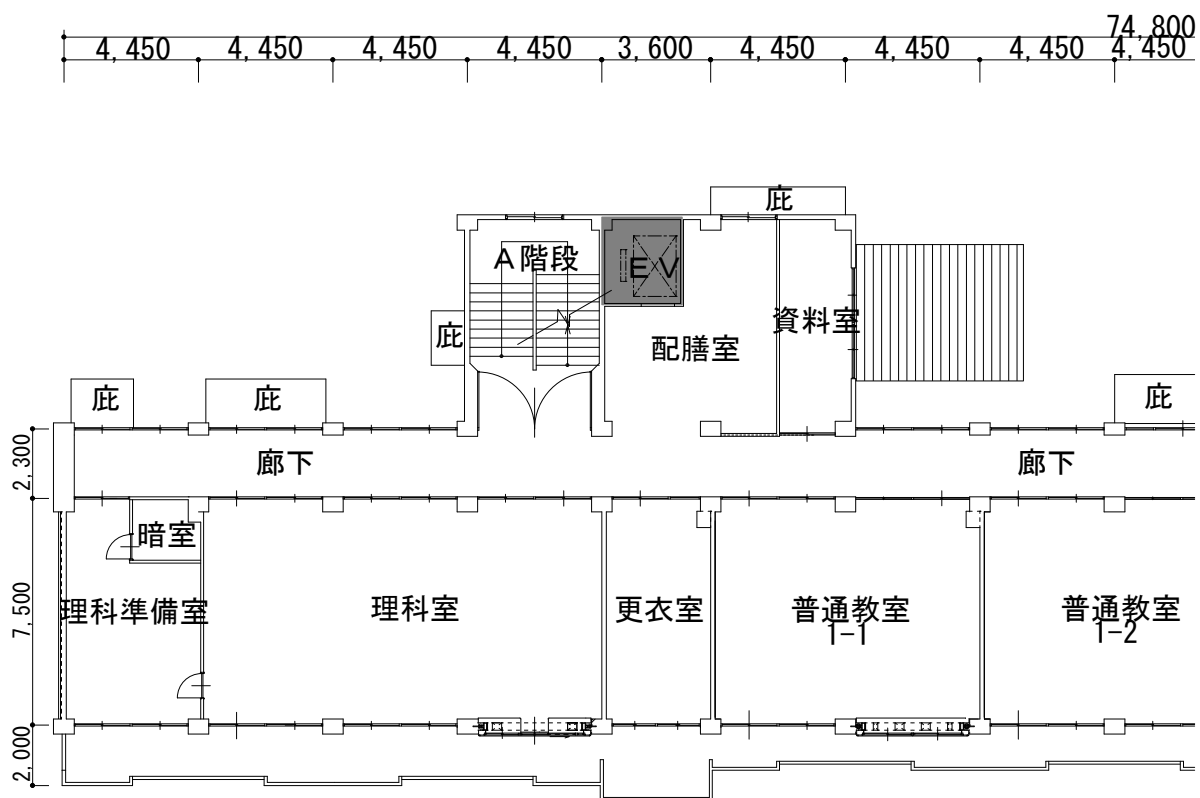 74,800
4,450 4,450 4,450 4,450 3,600 4,450 4,450 4,450 4,450
庇
A階段 EV
資料室
庇 配膳室
庇 庇 庇
2,300 廊下 廊下
暗室
7,500 理科準備室 理科室 更衣室 普通教室 普通教室
1-1 1-2
2,000